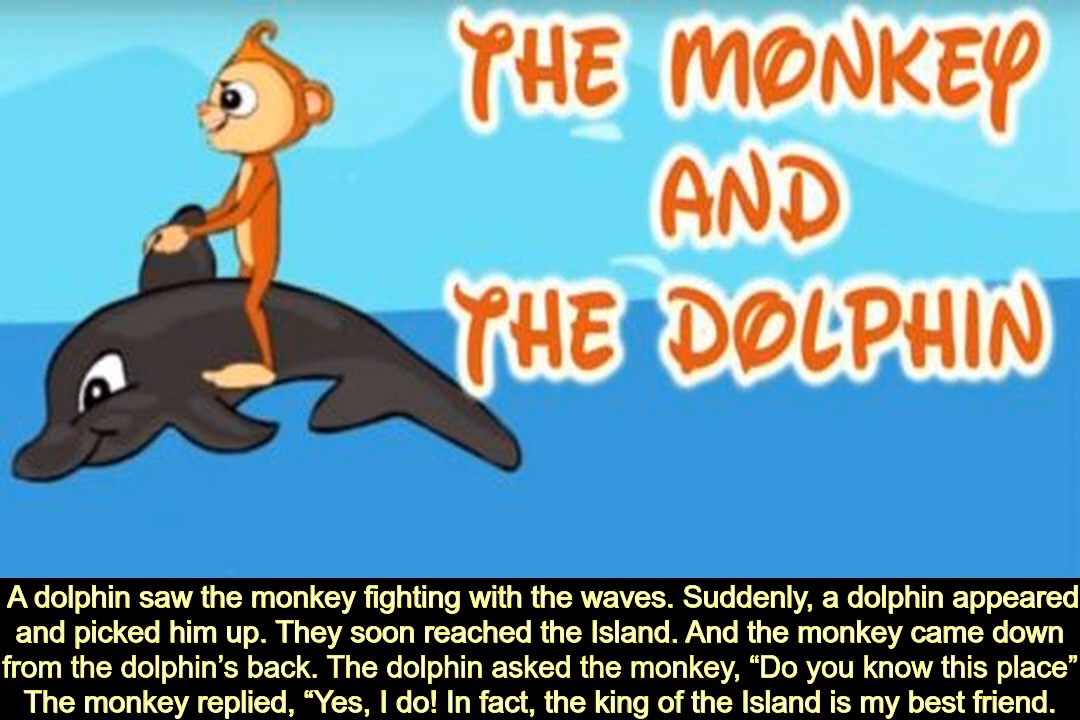 THE MONKEY
AND
THE DOLPHIN
A dolphin saw the monkey fighting with the waves. Suddenly, a dolphin appeared
and picked him up. They soon reached the Island. And the monkey came down
from the dolphin’s back. The dolphin asked the monkey, “Do you know this place”
The monkey replied, “Yes, I do! In fact, the king of the Island is my best friend.